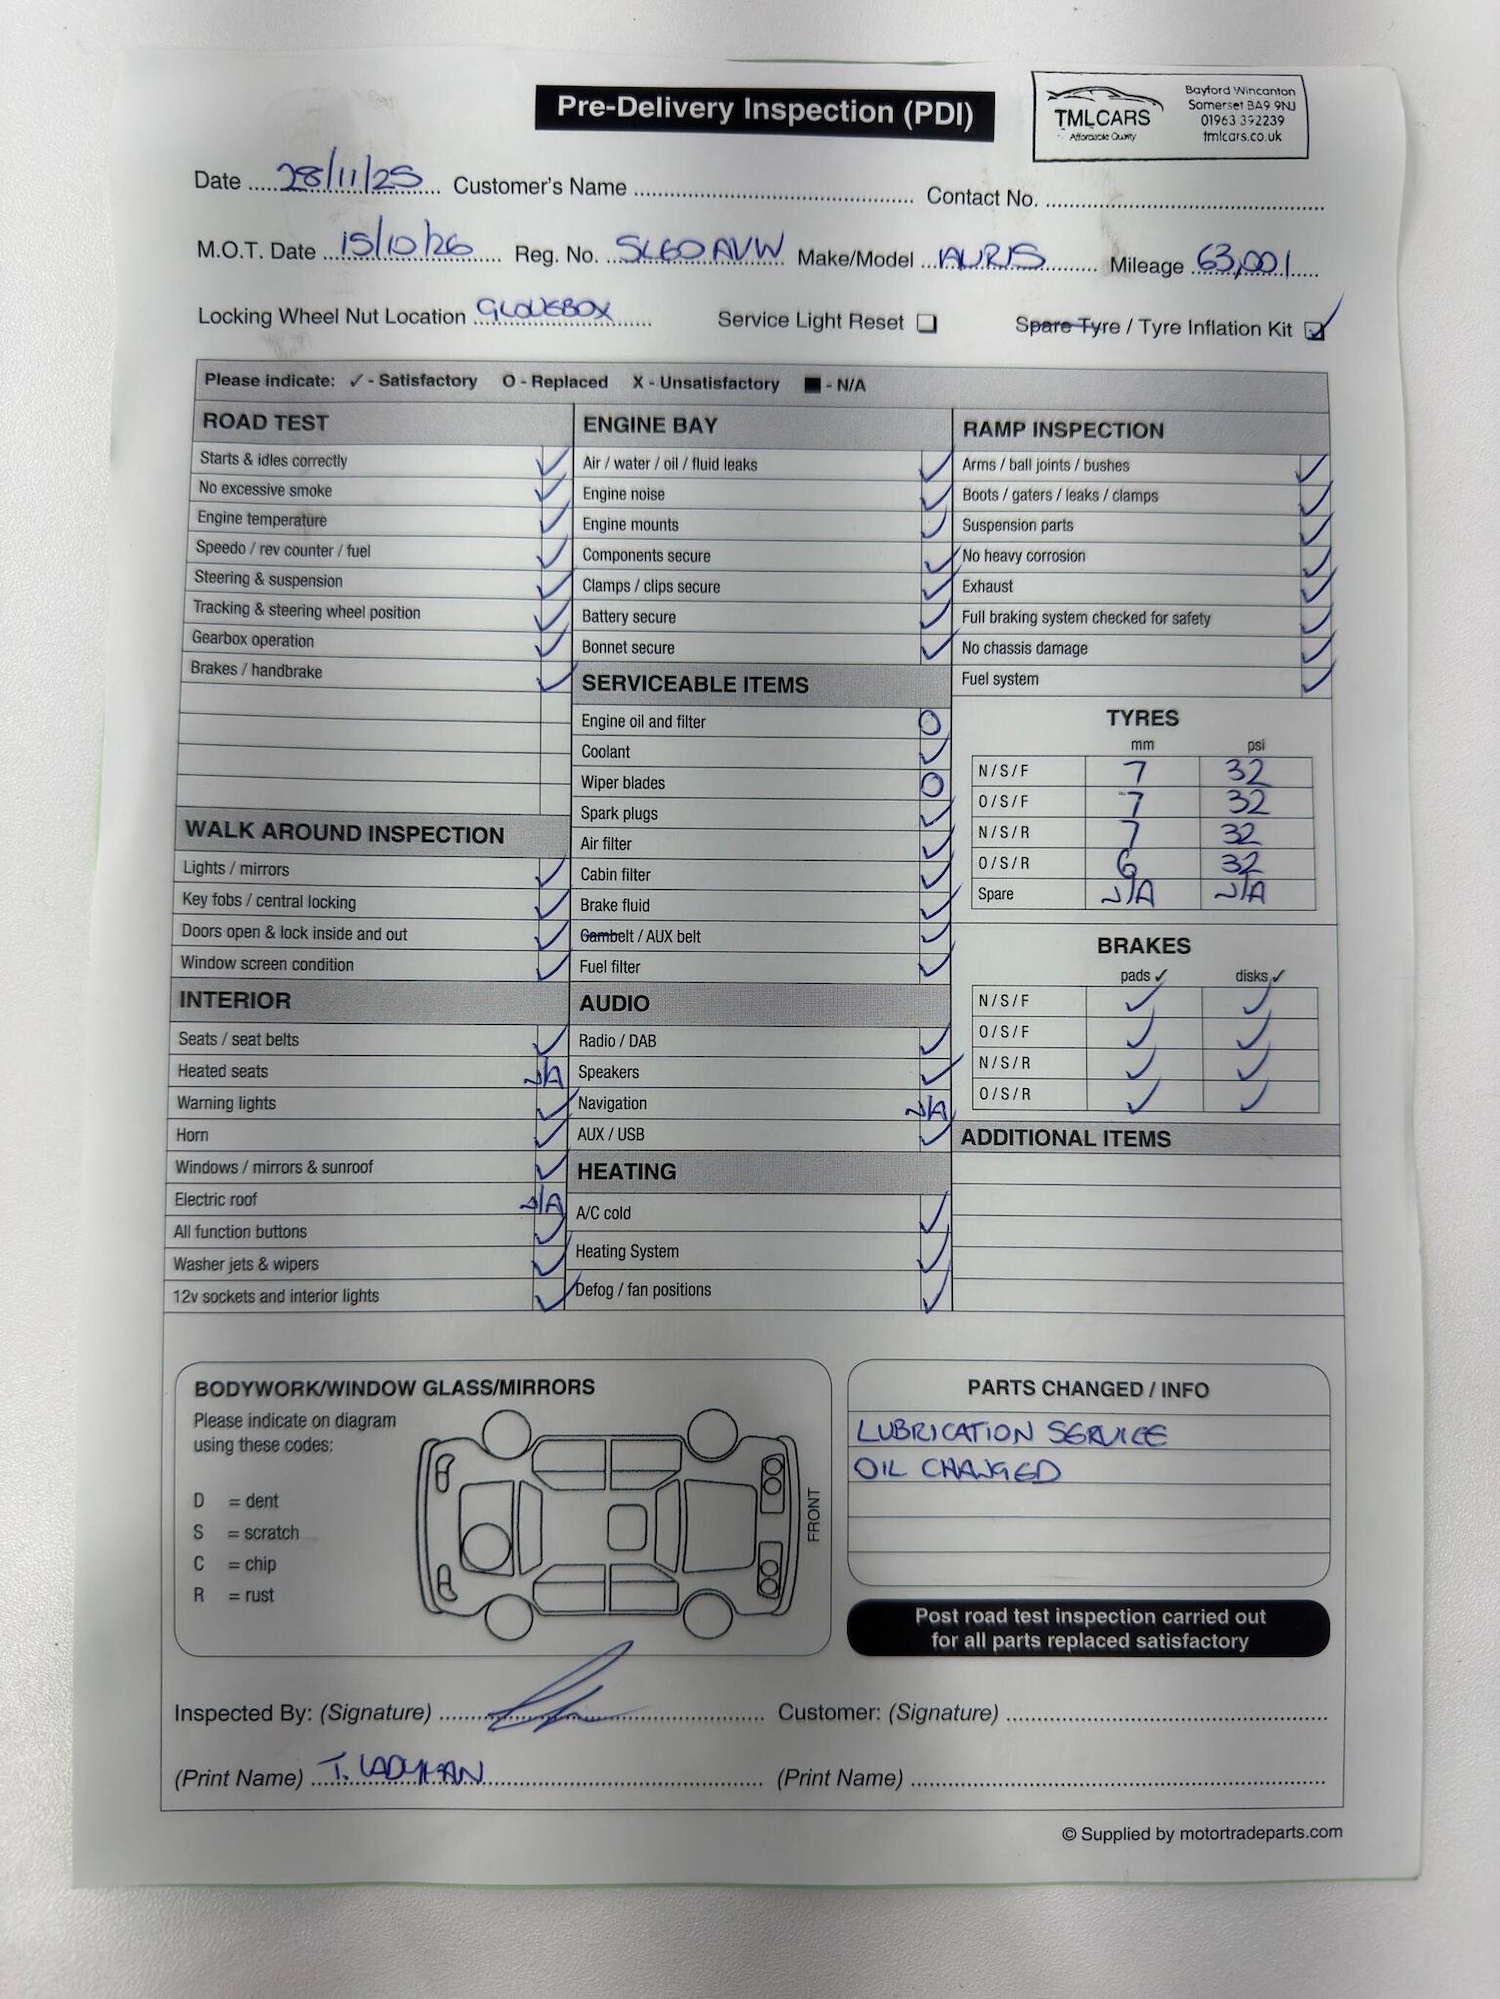 Pre-Delivery Inspection (PDI)
TMLCARS
Affordable Quality
Bayford Wincanton
Somerset BA9 9NJ
01963 392239
tmlcars.co.uk
Date 28/11/25 Customer's Name Contact No.
M.O.T. Date 15/10/26 Reg. No. SL60 AVW Make/Model AURIS Mileage 63,001
Locking Wheel Nut Location GLOVEBOX Service Light Reset ❏ Spare Tyre / Tyre Inflation Kit ✓
Please indicate: ✓ - Satisfactory O - Replaced X - Unsatisfactory ■ - N/A
ROAD TEST
Starts & idles correctly ✓
No excessive smoke ✓
Engine temperature ✓
Speedo / rev counter / fuel ✓
Steering & suspension ✓
Tracking & steering wheel position ✓
Gearbox operation ✓
Brakes / handbrake ✓
WALK AROUND INSPECTION
Lights / mirrors ✓
Key fobs / central locking ✓
Doors open & lock inside and out ✓
Window screen condition ✓
INTERIOR
Seats / seat belts ✓
Heated seats N/A
Warning lights ✓
Horn ✓
Windows / mirrors & sunroof ✓
Electric roof N/A
All function buttons ✓
Washer jets & wipers ✓
12v sockets and interior lights ✓
ENGINE BAY
Air / water / oil / fluid leaks ✓
Engine noise ✓
Engine mounts ✓
Components secure ✓
Clamps / clips secure ✓
Battery secure ✓
Bonnet secure ✓
SERVICEABLE ITEMS
Engine oil and filter O
Coolant ✓
Wiper blades O
Spark plugs ✓
Air filter ✓
Cabin filter ✓
Brake fluid ✓
Cambelt / AUX belt ✓
Fuel filter ✓
AUDIO
Radio / DAB ✓
Speakers ✓
Navigation N/A
AUX / USB ✓
HEATING
A/C cold ✓
Heating System ✓
Defog / fan positions ✓
RAMP INSPECTION
Arms / ball joints / bushes ✓
Boots / gaters / leaks / clamps ✓
Suspension parts ✓
No heavy corrosion ✓
Exhaust ✓
Full braking system checked for safety ✓
No chassis damage ✓
Fuel system ✓
TYRES
mm psi
N/S/F 7 32
O/S/F 7 32
N/S/R 7 32
O/S/R 6 32
Spare N/A N/A
BRAKES
pads ✓ disks ✓
N/S/F ✓ ✓
O/S/F ✓ ✓
N/S/R ✓ ✓
O/S/R ✓ ✓
ADDITIONAL ITEMS
BODYWORK/WINDOW GLASS/MIRRORS
Please indicate on diagram
using these codes:
D = dent
S = scratch
C = chip
R = rust
FRONT
PARTS CHANGED / INFO
LUBRICATION SERVICE
OIL CHANGED
Post road test inspection carried out
for all parts replaced satisfactory
Inspected By: (Signature) Customer: (Signature)
(Print Name) T. LADYMAN (Print Name)
© Supplied by motortradeparts.com